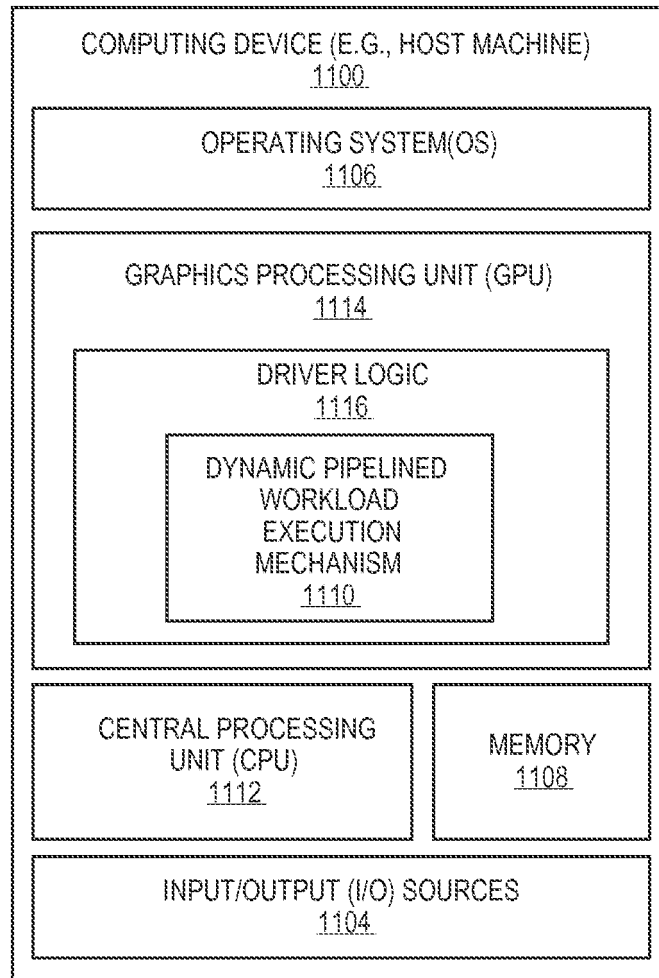 COMPUTING DEVICE (E.G., HOST MACHINE)
1100
OPERATING SYSTEM(OS)
1106
GRAPHICS PROCESSING UNIT (GPU)
1114
DRIVER LOGIC
1116
DYNAMIC PIPELINED
WORKLOAD
EXECUTION
MECHANISM
1110
CENTRAL PROCESSING
UNIT (CPU)
1112
MEMORY
1108
INPUT/OUTPUT (I/O) SOURCES
1104